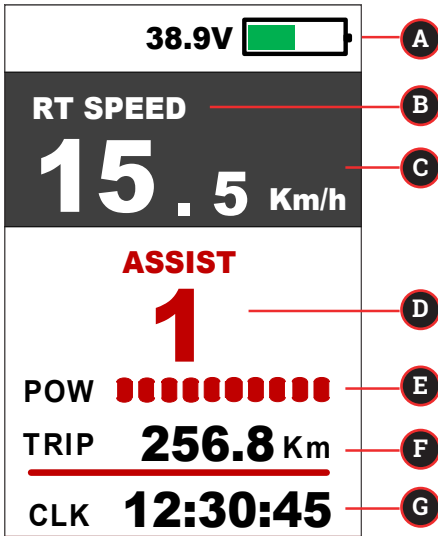 38.9V A
RT SPEED B
15.5 Km/h C
ASSIST
1 D
POW E
TRIP 256.8 Km F
CLK 12:30:45 G